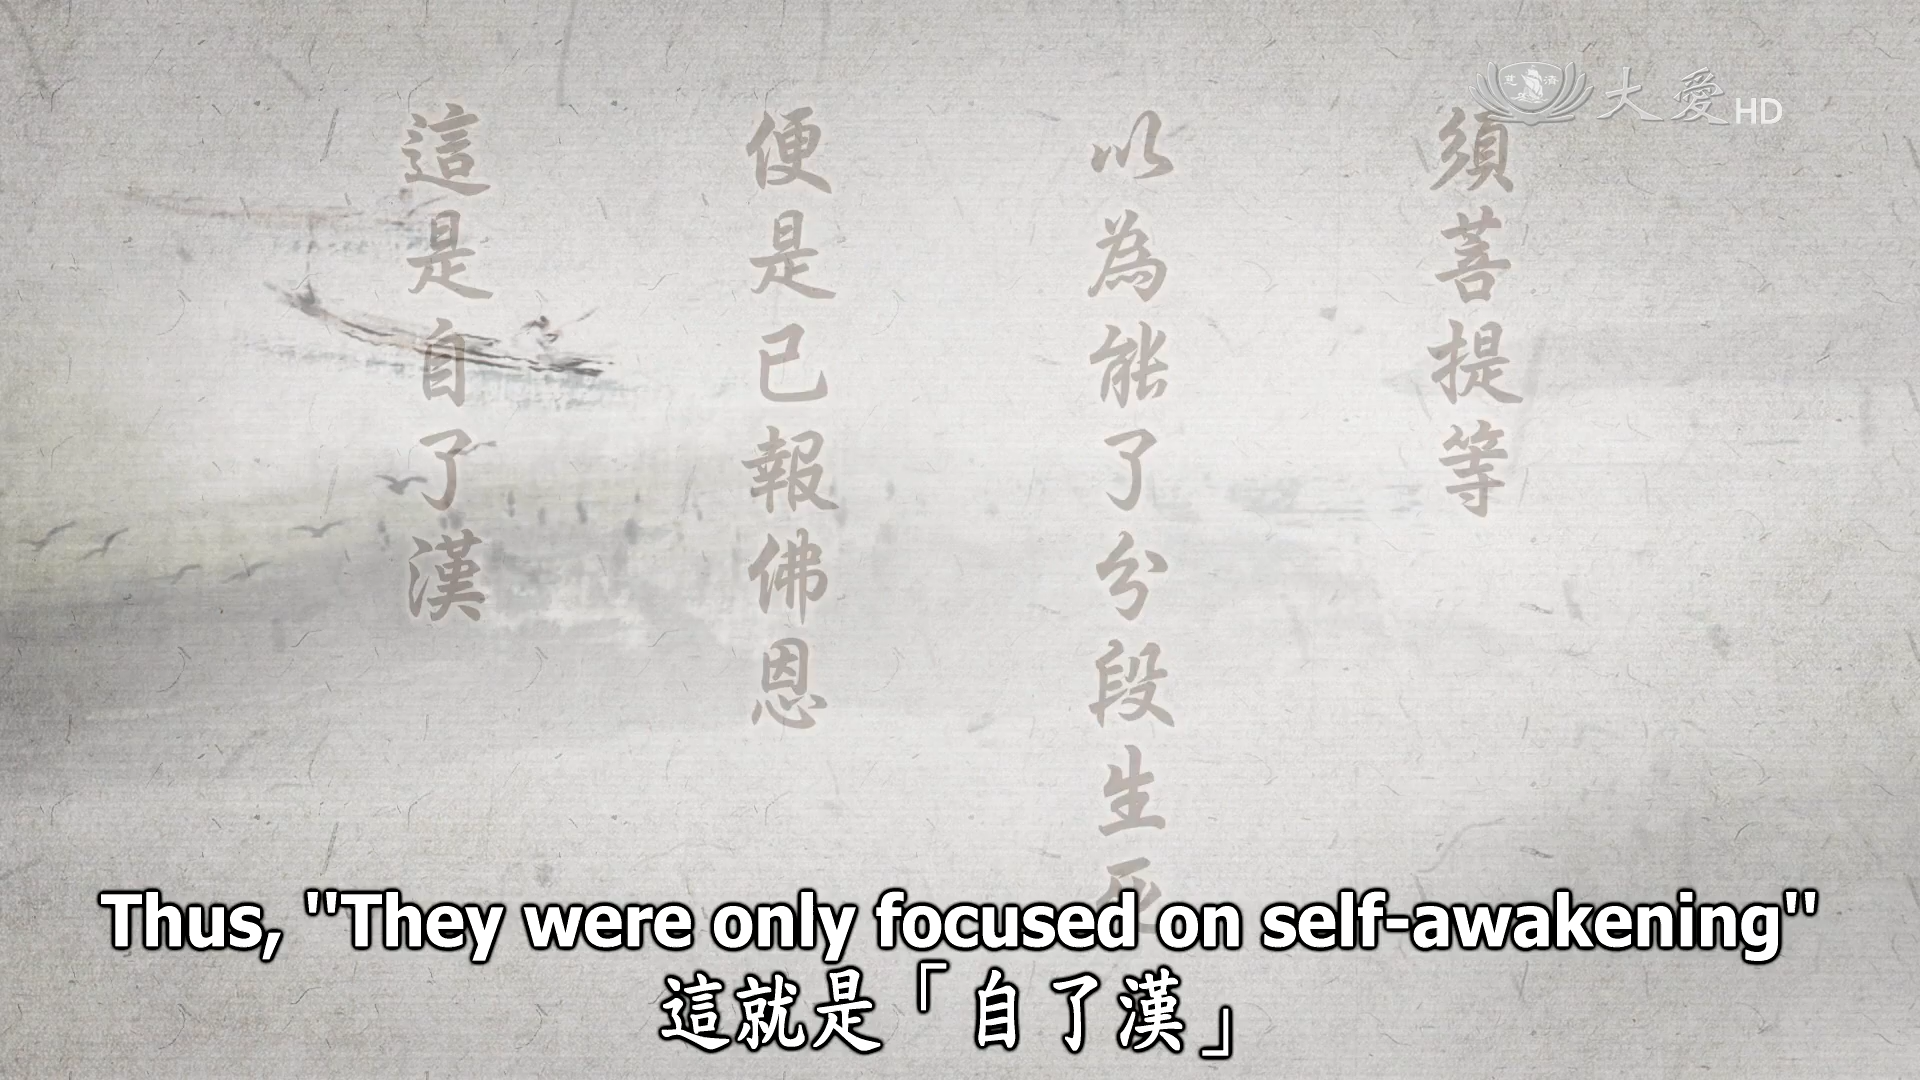 大愛HD
須菩提等
以為能了分段生死
便是已報佛恩
這是自了漢
Thus, "They were only focused on self-awakening"
這就是「自了漢」